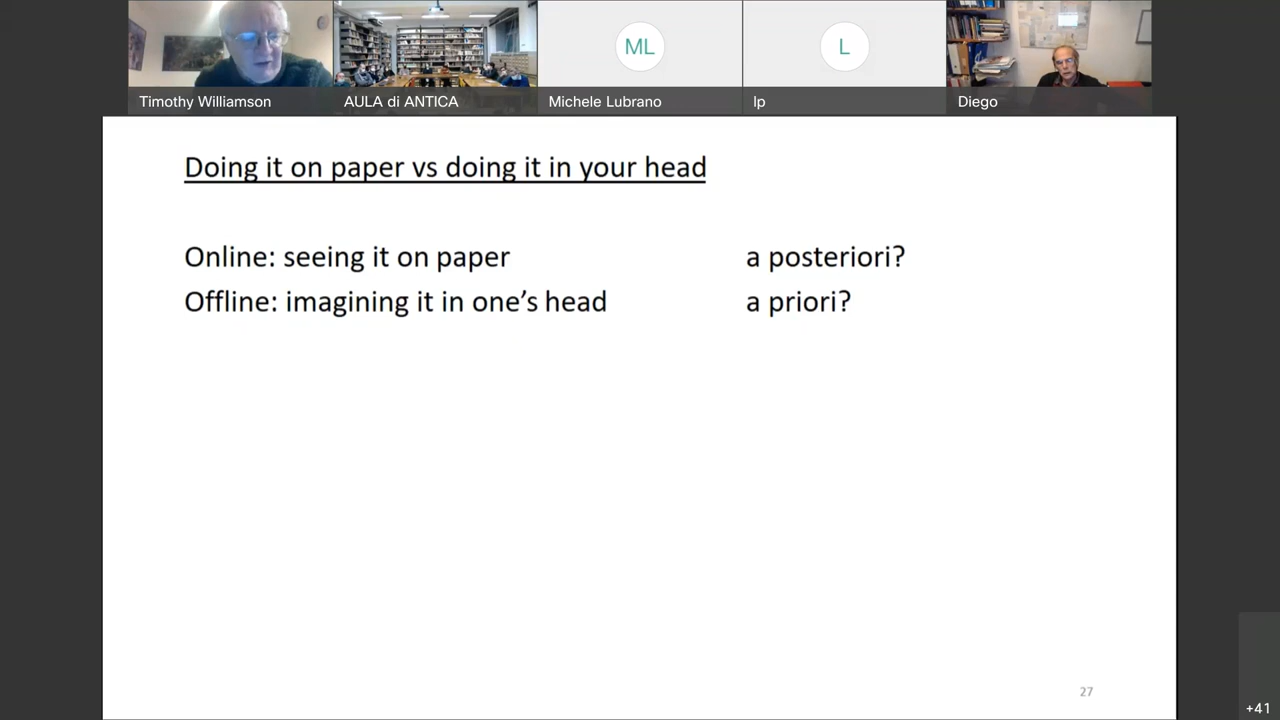 Timothy Williamson
AULA di ANTICA
ML
Michele Lubrano
L
lp
Diego
Doing it on paper vs doing it in your head
Online: seeing it on paper a posteriori?
Offline: imagining it in one's head a priori?
27
+41